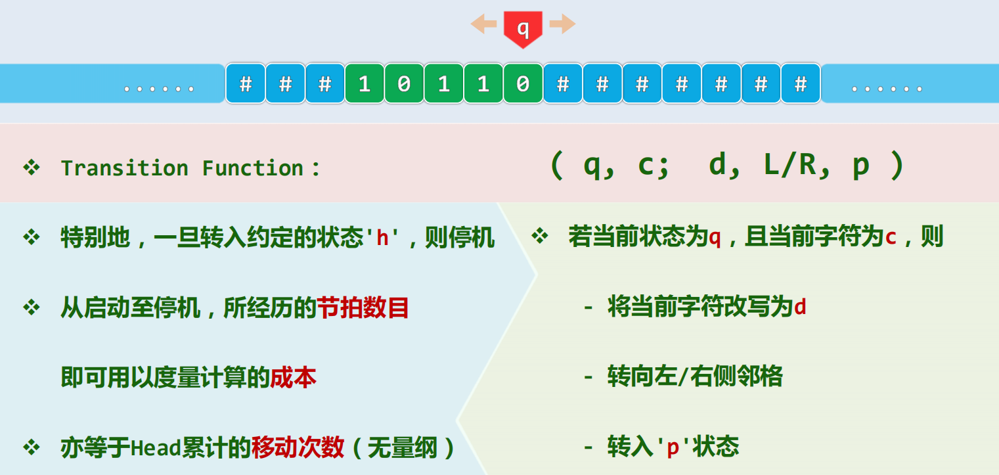 q
...... # # # 1 0 1 1 0 # # # # # # # ......
❖ Transition Function : ( q, c; d, L/R, p )
❖ 特别地，一旦转入约定的状态'h'，则停机
❖ 从启动至停机，所经历的节拍数目
即可用以度量计算的成本
❖ 亦等于Head累计的移动次数（无量纲）
❖ 若当前状态为q，且当前字符为c，则
- 将当前字符改写为d
- 转向左/右侧邻格
- 转入'p'状态